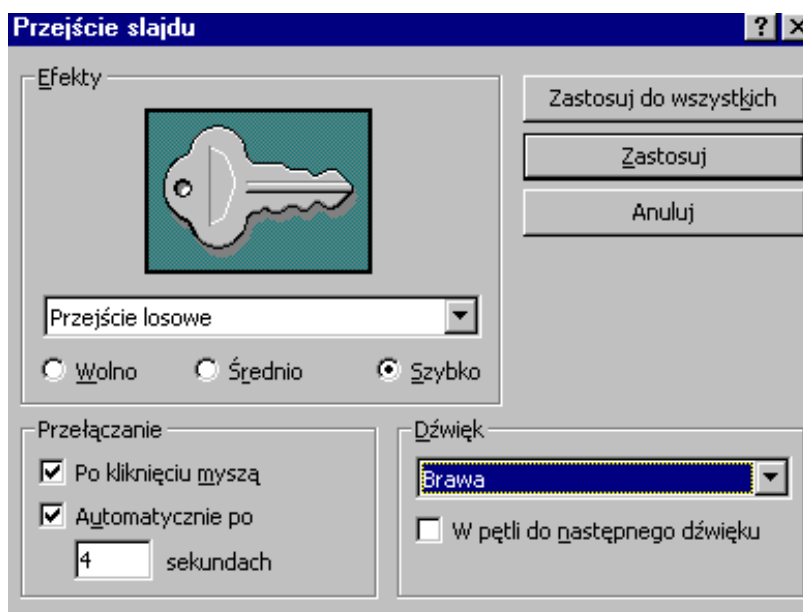 Przejście slajdu
Efekty
Przejście losowe
Wolno
Średnio
Szybko
Zastosuj do wszystkich
Zastosuj
Anuluj
Przełączanie
Po kliknięciu myszą
Automatycznie po
4 sekundach
Dźwięk
Brawa
W pętli do następnego dźwięku